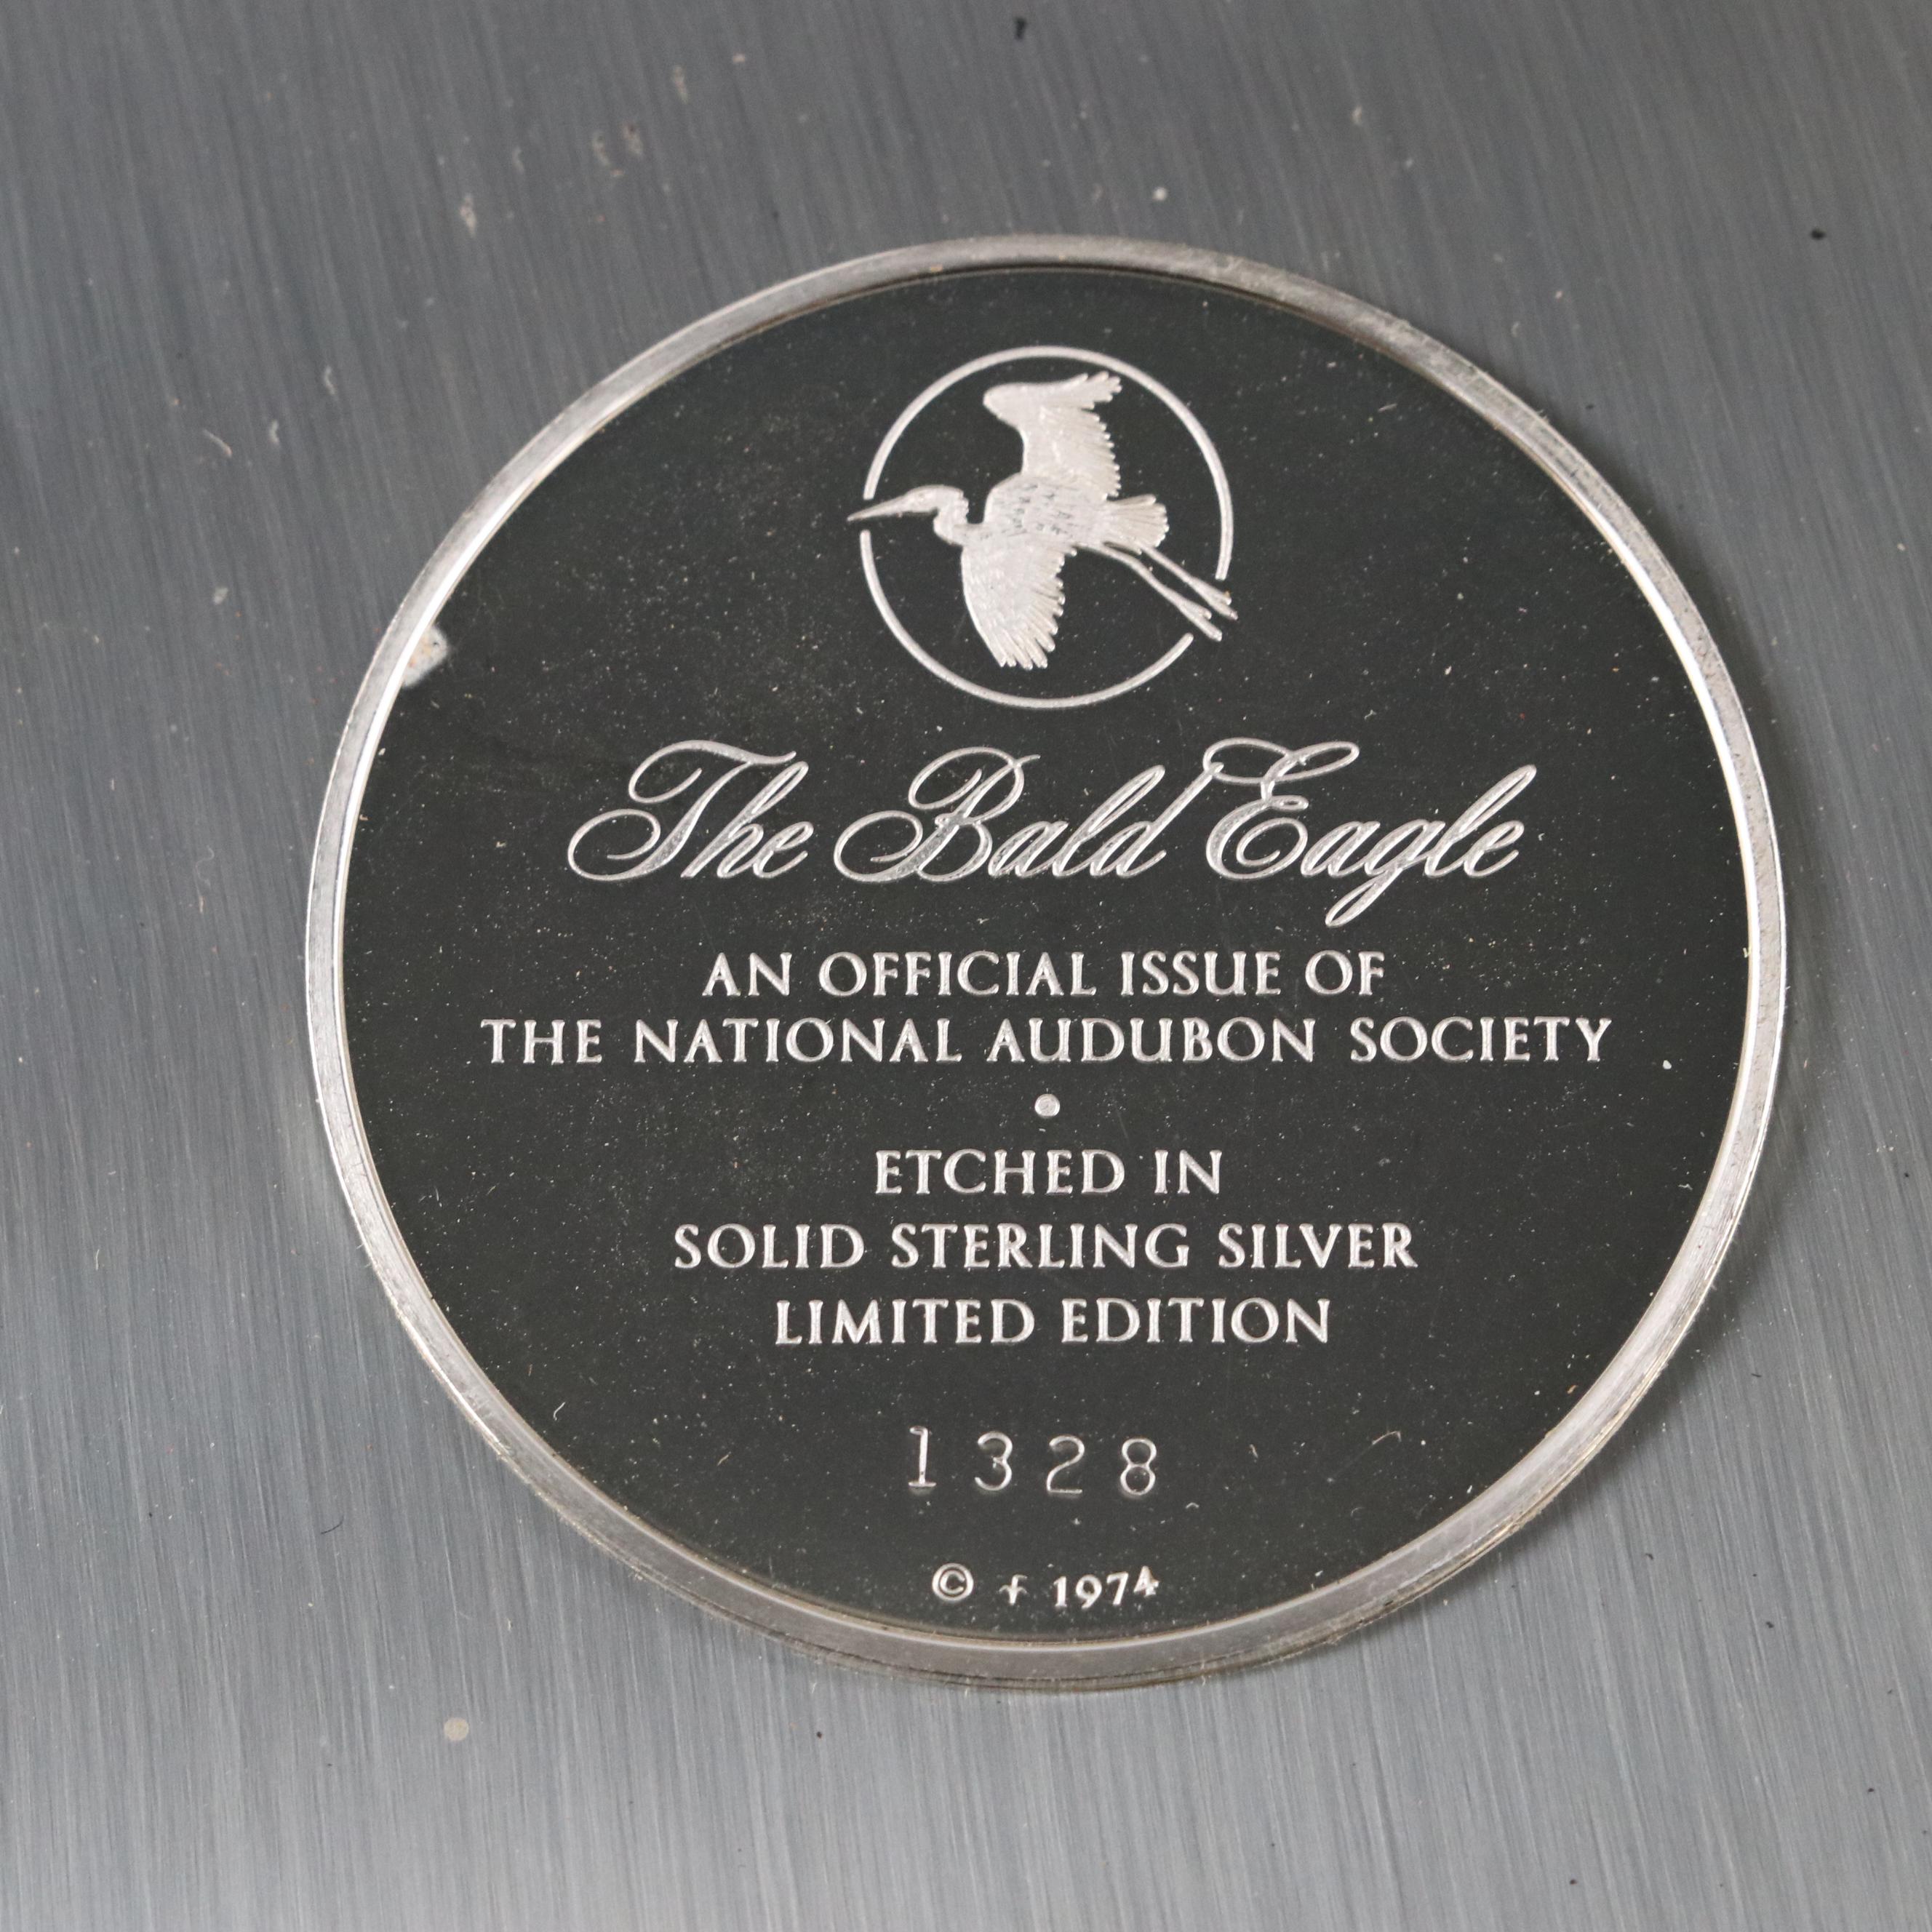 The Bald Eagle
AN OFFICIAL ISSUE OF
THE NATIONAL AUDUBON SOCIETY
•
ETCHED IN
SOLID STERLING SILVER
LIMITED EDITION
1328
© f 1974